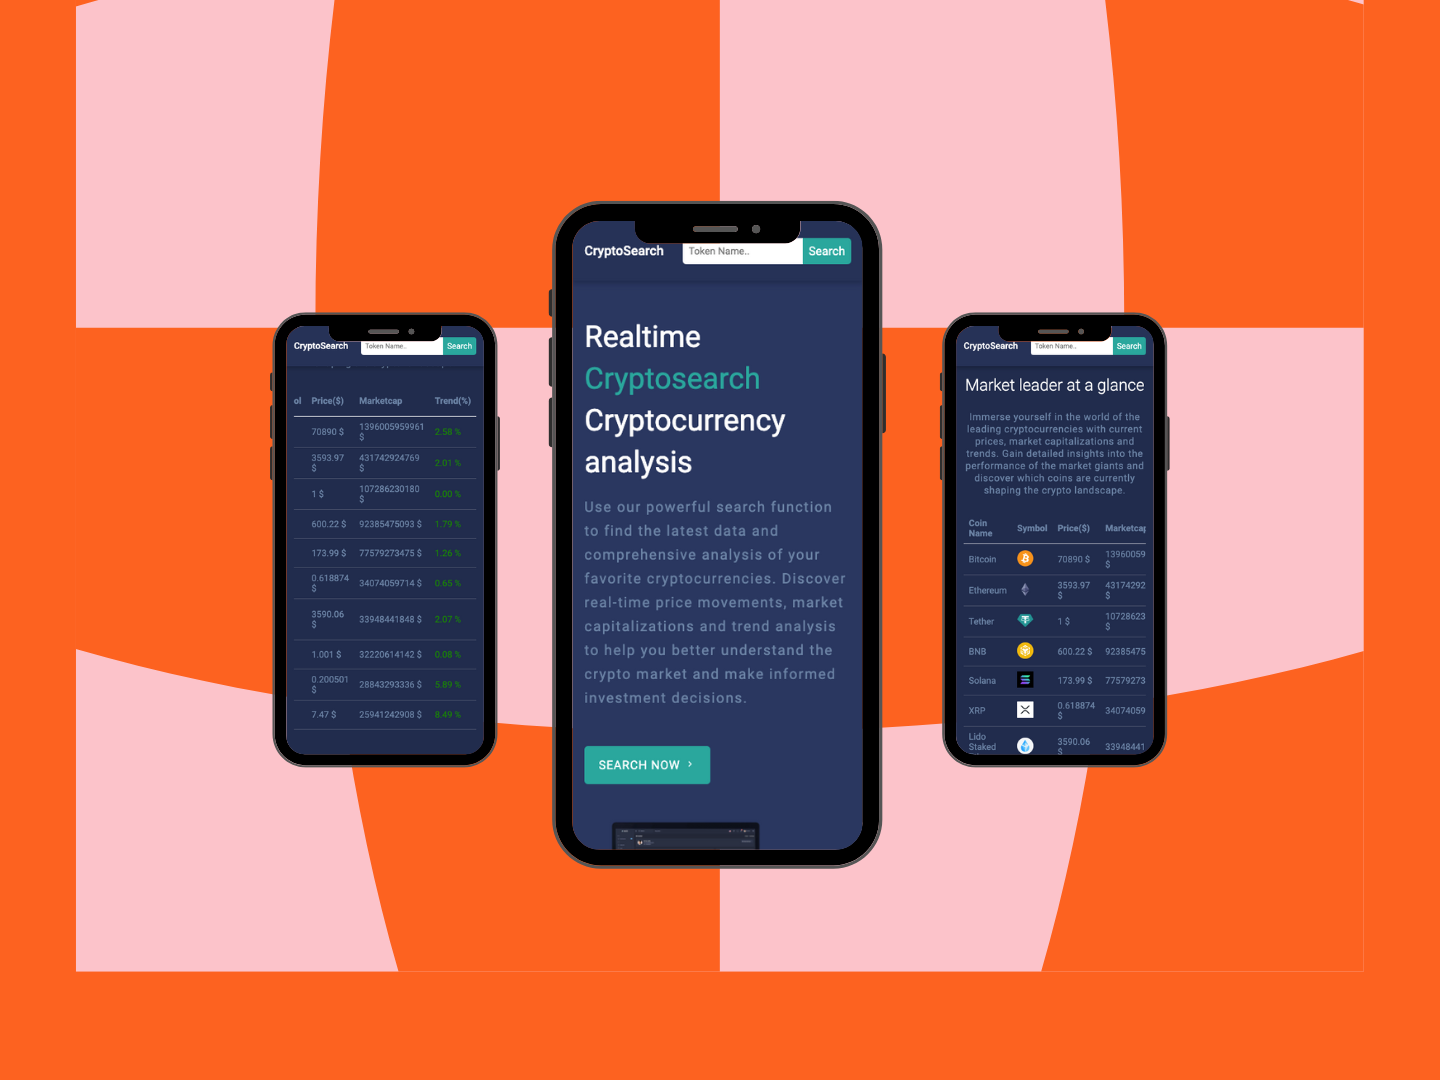 CryptoSearch
Token Name..
Search
ol Price($) Marketcap Trend(%)
70890 $ 1396005959961 $ 2.58 %
3593.97 $ 431742924769 $ 2.01 %
1 $ 107286230180 $ 0.00 %
600.22 $ 92385475093 $ 1.79 %
173.99 $ 77579273475 $ 1.26 %
0.618874 $ 34074059714 $ 0.65 %
3590.06 $ 33948441848 $ 2.07 %
1.001 $ 32220614142 $ 0.08 %
0.200501 $ 28843293336 $ 5.89 %
7.47 $ 25941242908 $ 8.49 %
CryptoSearch
Token Name..
Search
Realtime
Cryptosearch
Cryptocurrency
analysis
Use our powerful search function
to find the latest data and
comprehensive analysis of your
favorite cryptocurrencies. Discover
real-time price movements, market
capitalizations and trend analysis
to help you better understand the
crypto market and make informed
investment decisions.
SEARCH NOW ›
CryptoSearch
Token Name..
Search
Market leader at a glance
Immerse yourself in the world of the
leading cryptocurrencies with current
prices, market capitalizations and
trends. Gain detailed insights into the
performance of the market giants and
discover which coins are currently
shaping the crypto landscape.
Coin Name Symbol Price($) Marketcap
Bitcoin 70890 $ 13960059 $
Ethereum 3593.97 $ 43174292 $
Tether 1 $ 10728623 $
BNB 600.22 $ 92385475
Solana 173.99 $ 77579273
XRP 0.618874 $ 34074059
Lido Staked 3590.06 $ 33948441